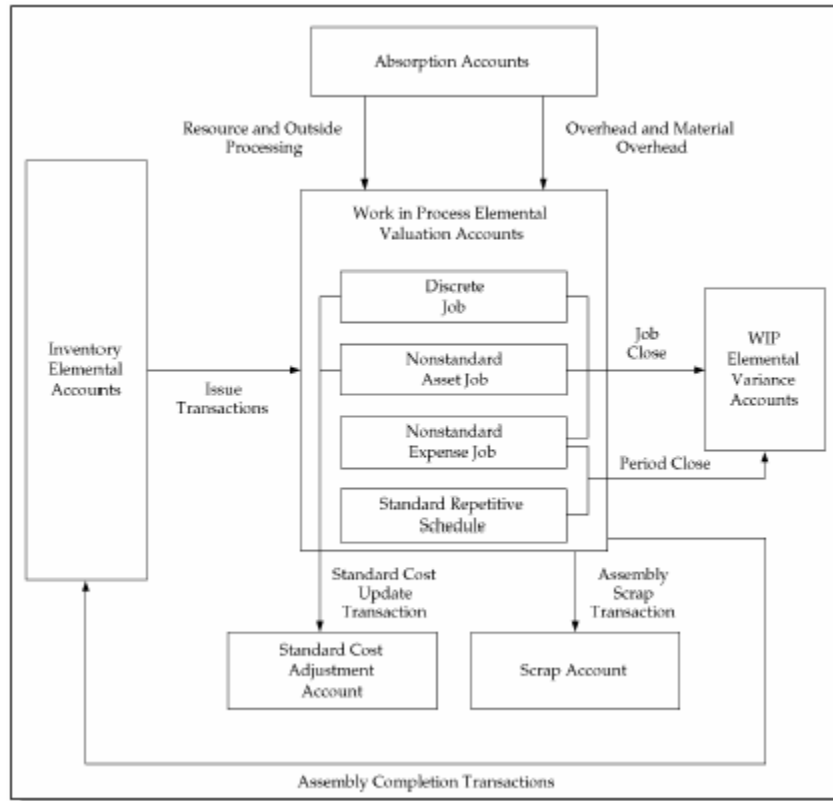 Absorption Accounts
Resource and Outside
Processing
Overhead and Material
Overhead
Work in Process Elemental
Valuation Accounts
Discrete
Job
Nonstandard
Asset Job
Nonstandard
Expense Job
Standard Repetitive
Schedule
Inventory
Elemental
Accounts
Issue
Transactions
Job
Close
WIP
Elemental
Variance
Accounts
Period Close
Standard Cost
Update
Transaction
Assembly
Scrap
Transaction
Standard Cost
Adjustment
Account
Scrap Account
Assembly Completion Transactions